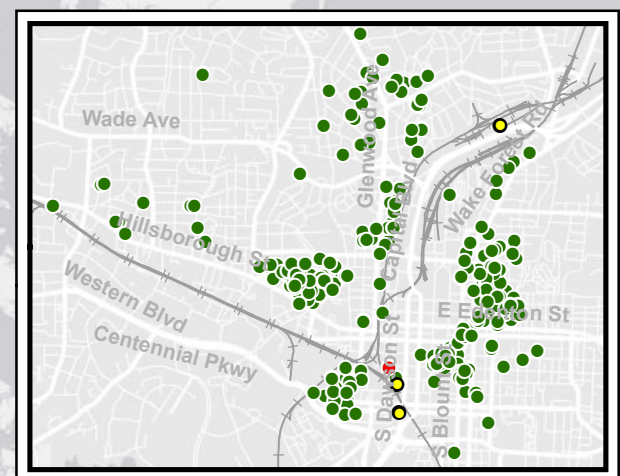 Wade Ave
Glenwood Ave
Capital Blvd
Wake Forest Rd
Hillsborough St
Western Blvd
Centennial Pkwy
E Edenton St
S Dawson St
S Blount St